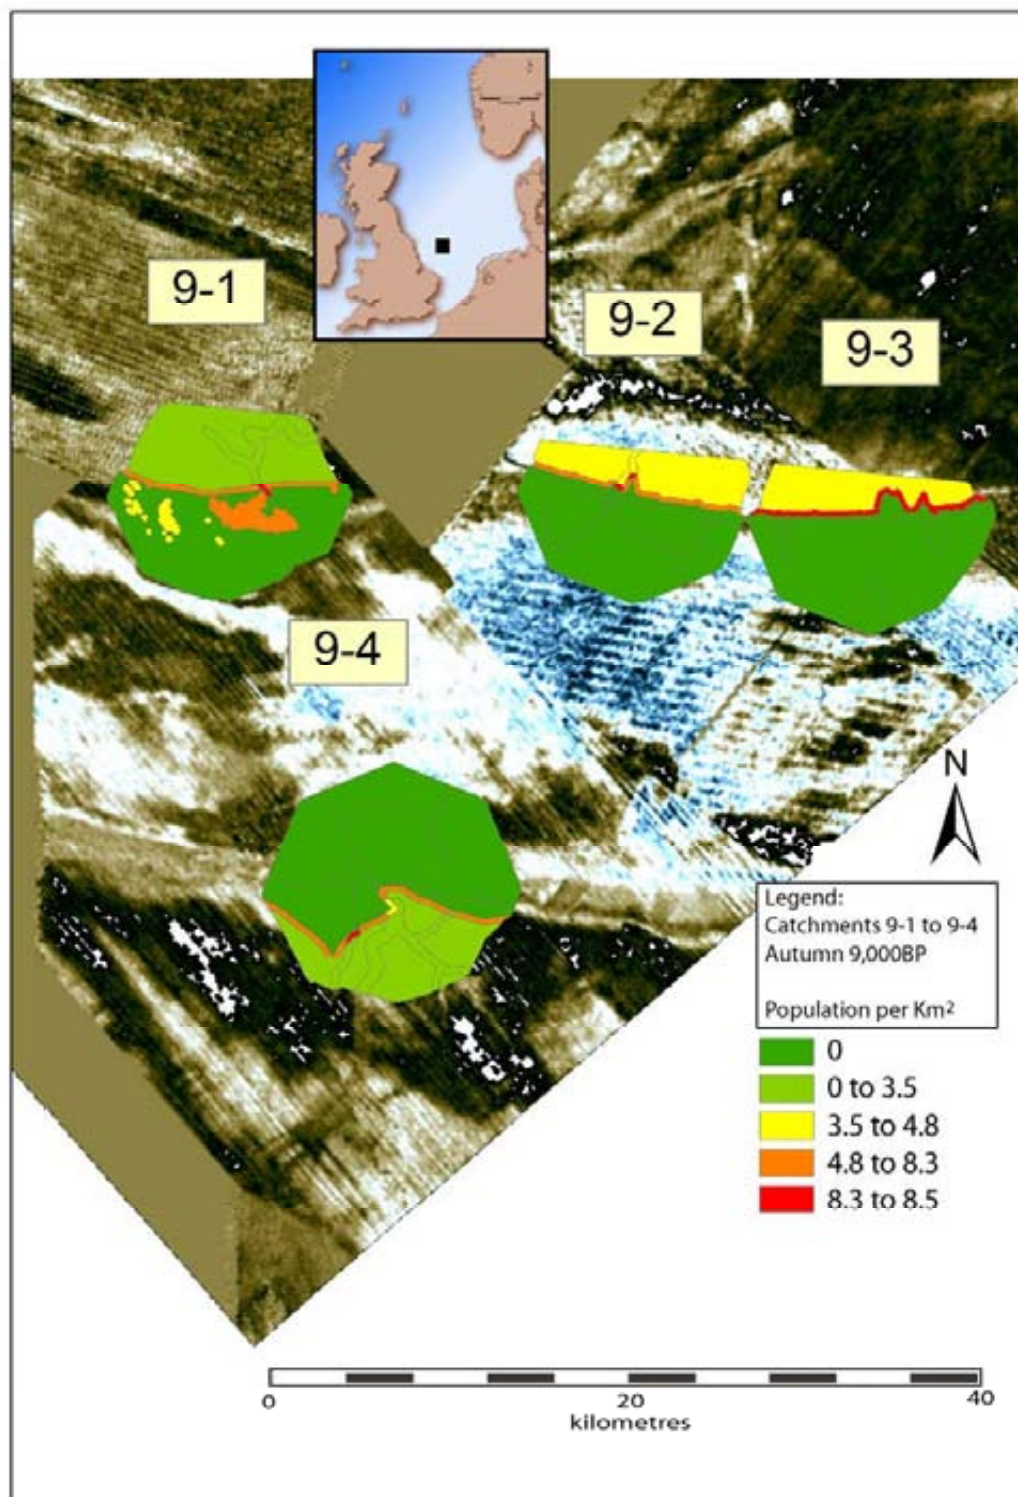 9-1
9-2
9-3
9-4
N
Legend:
Catchments 9-1 to 9-4
Autumn 9,000BP
Population per Km²
0
0 to 3.5
3.5 to 4.8
4.8 to 8.3
8.3 to 8.5
0
20
40
kilometres